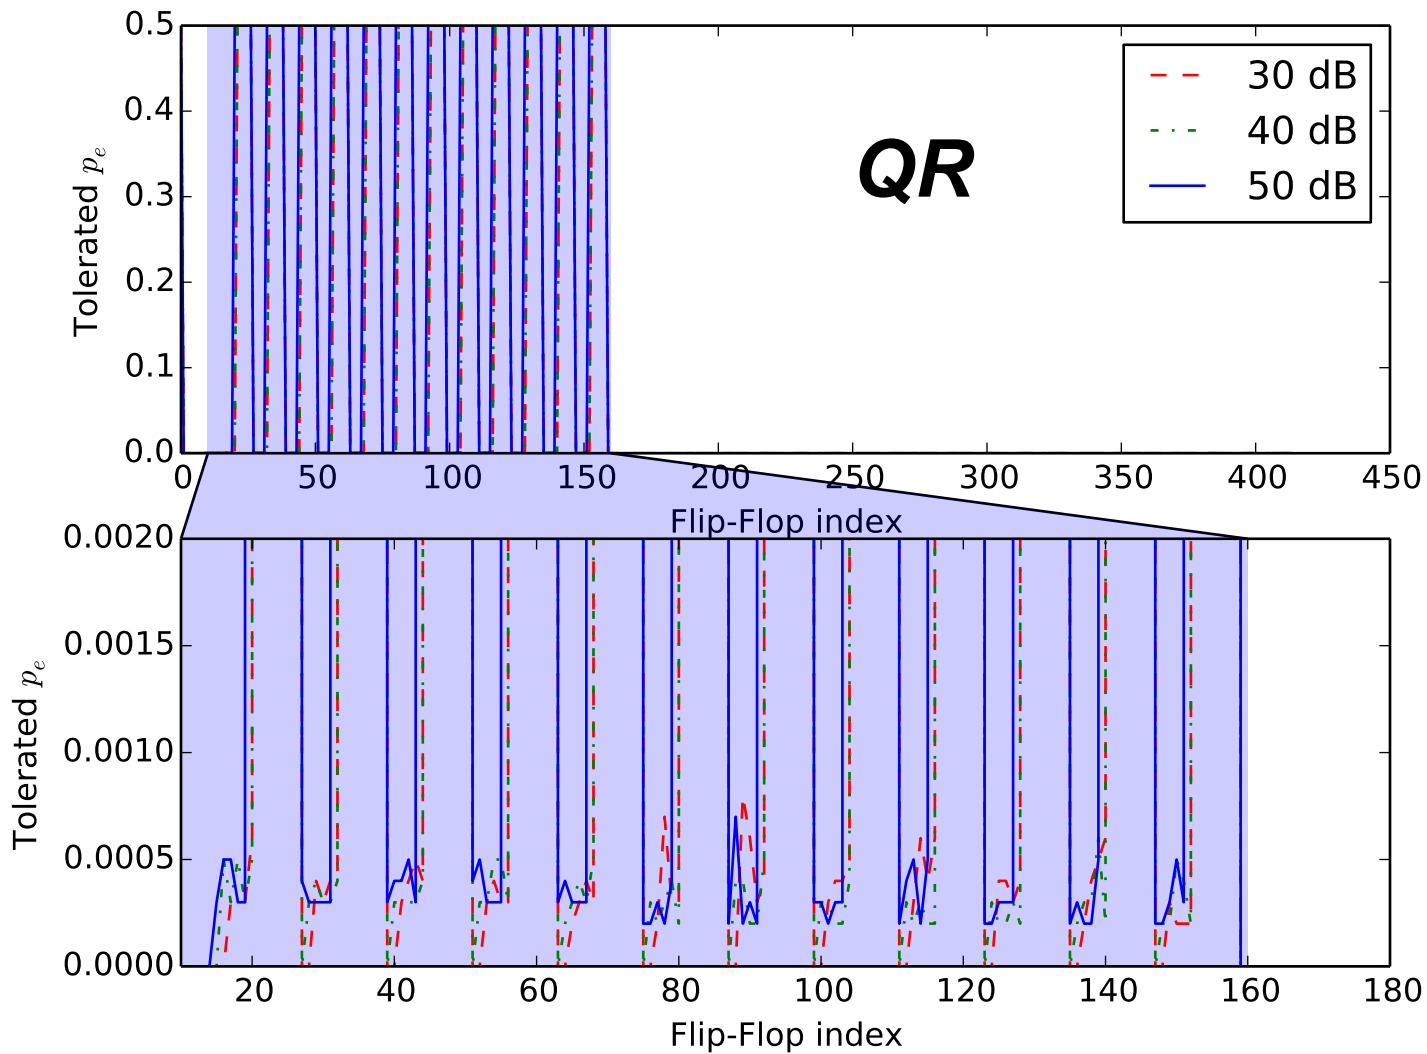 0.5
0.4
0.3
0.2
0.1
0.0
Tolerated pₑ
QR
30 dB
40 dB
50 dB
0 50 100 150 200 250 300 350 400 450
Flip-Flop index
0.0020
0.0015
0.0010
0.0005
0.0000
Tolerated pₑ
20 40 60 80 100 120 140 160 180
Flip-Flop index